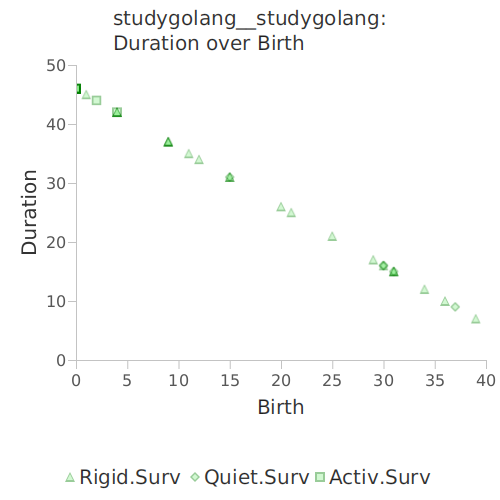 studygolang__studygolang:
Duration over Birth
50
40
30
20
10
0
Duration
0 5 10 15 20 25 30 35 40
Birth
Rigid.Surv Quiet.Surv Activ.Surv